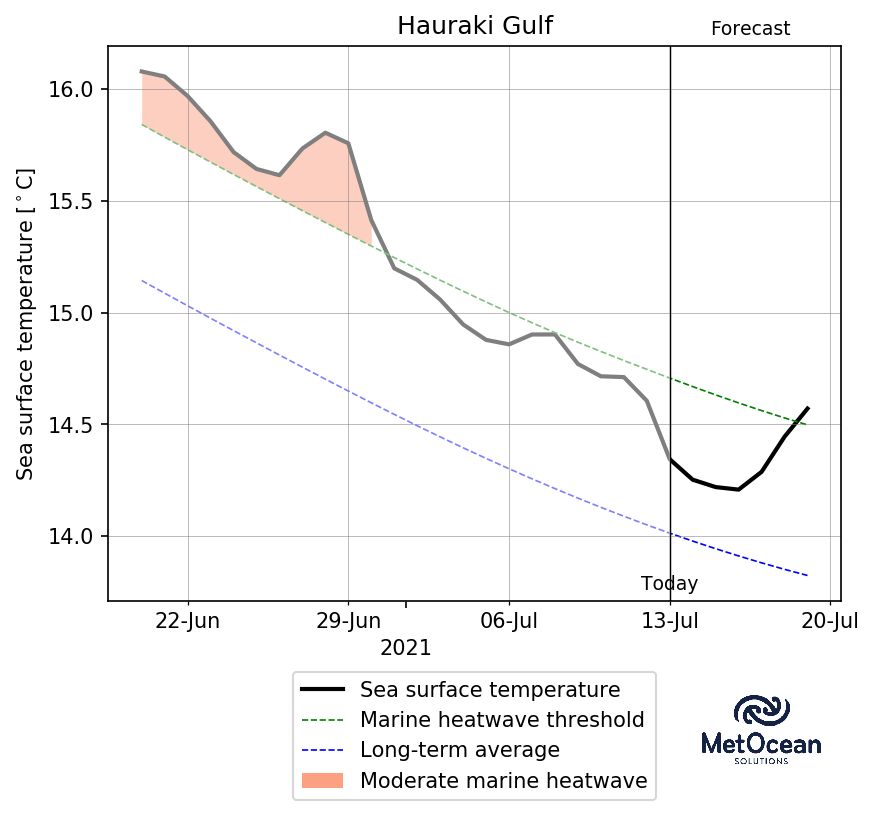 Hauraki Gulf
Forecast
Sea surface temperature [°C]
16.0
15.5
15.0
14.5
14.0
Today
22-Jun 29-Jun 06-Jul 13-Jul 20-Jul
2021
Sea surface temperature
Marine heatwave threshold
Long-term average
Moderate marine heatwave
MetOcean
SOLUTIONS